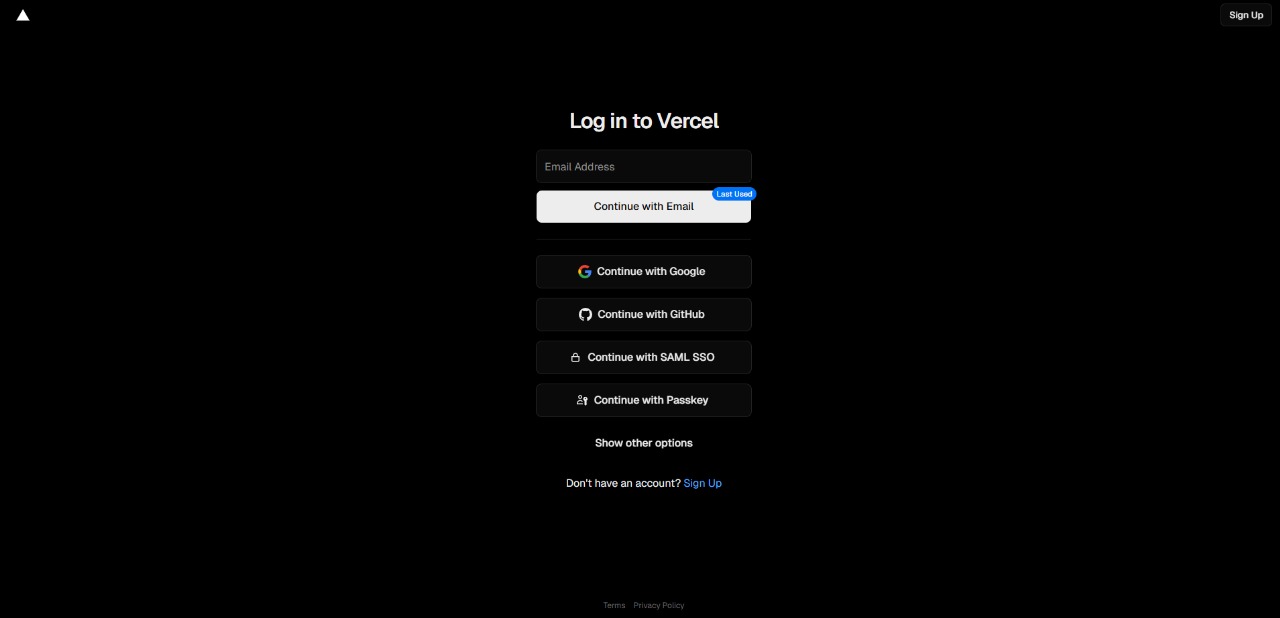 Sign Up
Log in to Vercel
Email Address
Last Used
Continue with Email
Continue with Google
Continue with GitHub
Continue with SAML SSO
Continue with Passkey
Show other options
Don't have an account? Sign Up
Terms Privacy Policy